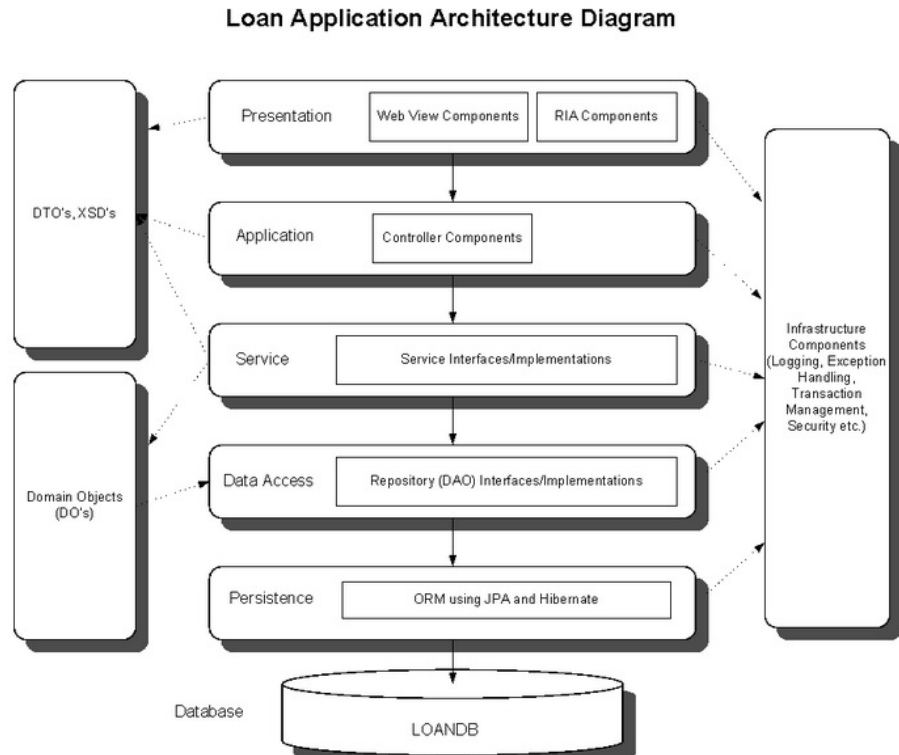 Loan Application Architecture Diagram
Presentation
Web View Components
RIA Components
DTO's, XSD's
Application
Controller Components
Service
Service Interfaces/Implementations
Infrastructure
Components
(Logging, Exception
Handling,
Transaction
Management,
Security etc.)
Domain Objects
(DO's)
Data Access
Repository (DAO) Interfaces/Implementations
Persistence
ORM using JPA and Hibernate
Database
LOANDB